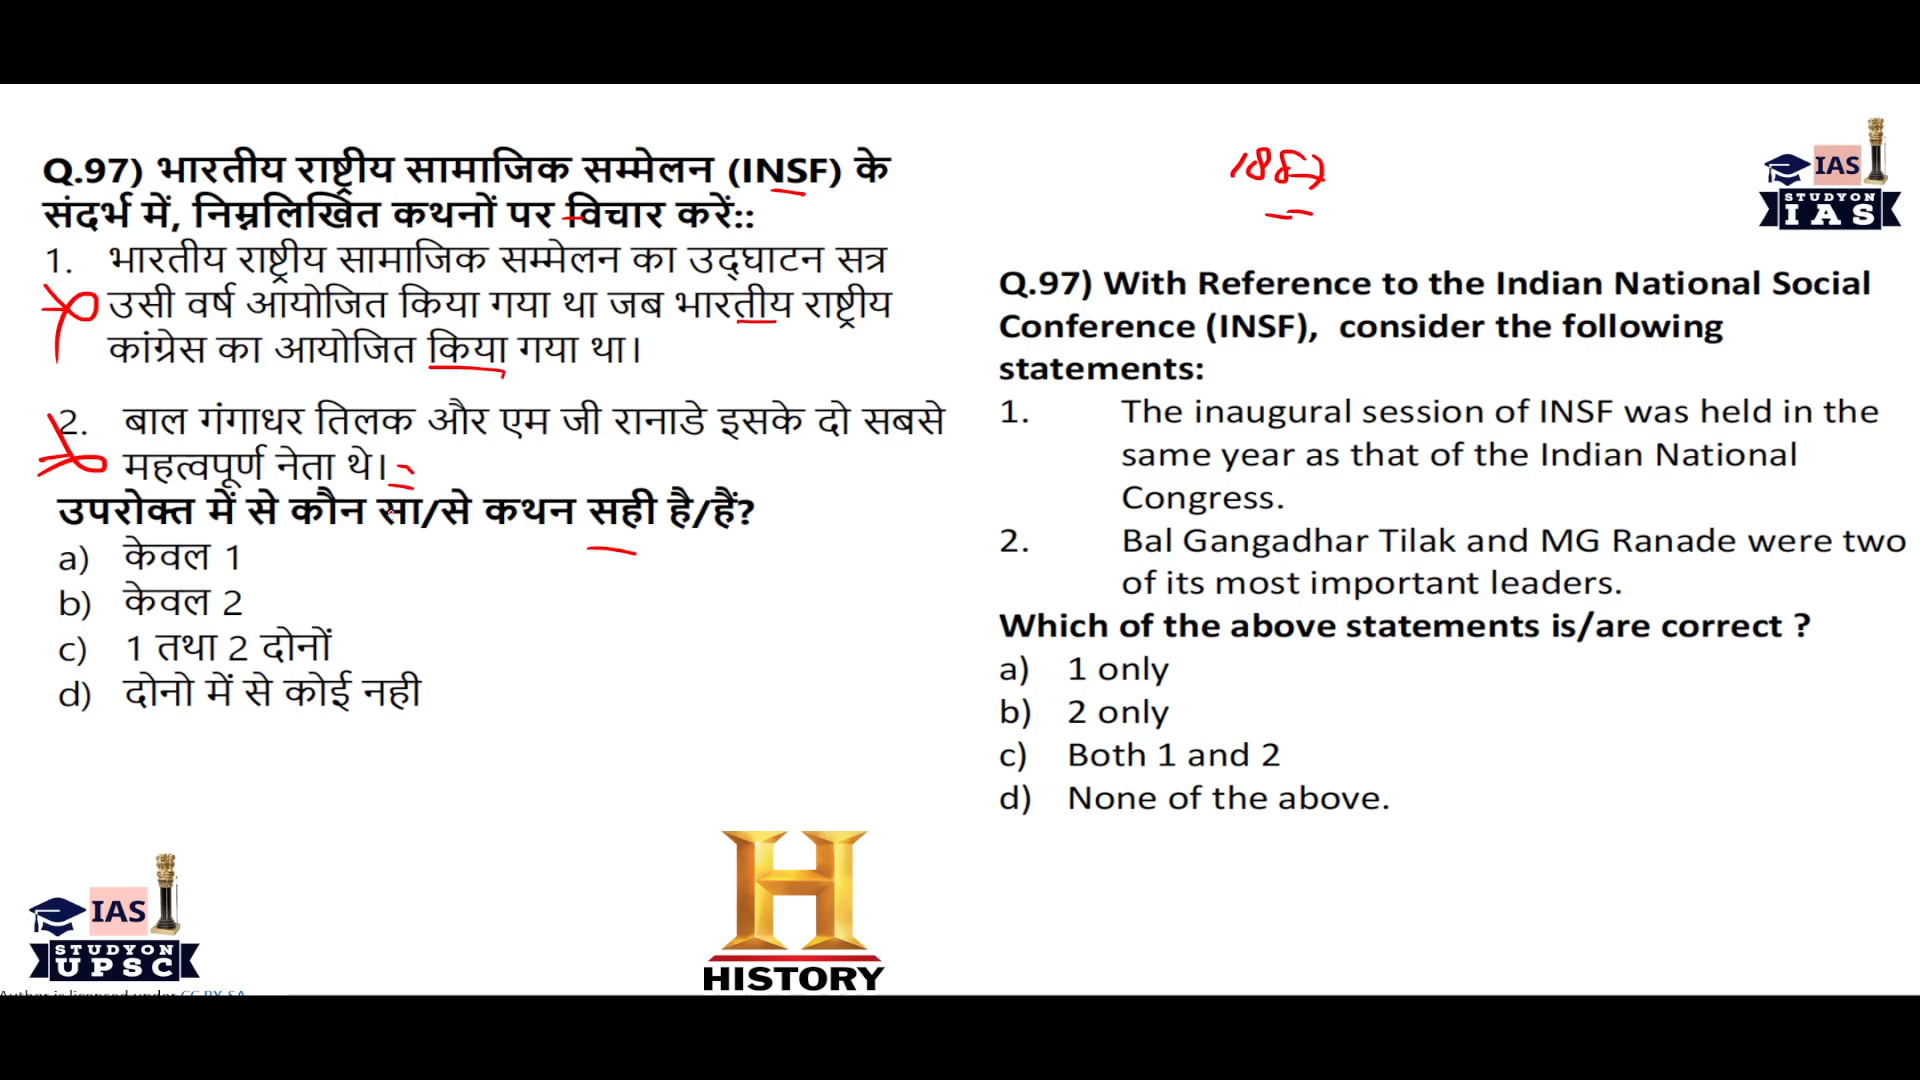 Q.97) भारतीय राष्ट्रीय सामाजिक सम्मेलन (INSF) के
संदर्भ में, निम्नलिखित कथनों पर विचार करें::
1. भारतीय राष्ट्रीय सामाजिक सम्मेलन का उद्घाटन सत्र
उसी वर्ष आयोजित किया गया था जब भारतीय राष्ट्रीय
कांग्रेस का आयोजित किया गया था।
2. बाल गंगाधर तिलक और एम जी रानाडे इसके दो सबसे
महत्वपूर्ण नेता थे।
उपरोक्त में से कौन सा/से कथन सही है/हैं?
a) केवल 1
b) केवल 2
c) 1 तथा 2 दोनों
d) दोनो में से कोई नही
IAS
STUDYON
UPSC
HISTORY
IAS
STUDYON
IAS
Q.97) With Reference to the Indian National Social
Conference (INSF), consider the following
statements:
1. The inaugural session of INSF was held in the
same year as that of the Indian National
Congress.
2. Bal Gangadhar Tilak and MG Ranade were two
of its most important leaders.
Which of the above statements is/are correct ?
a) 1 only
b) 2 only
c) Both 1 and 2
d) None of the above.